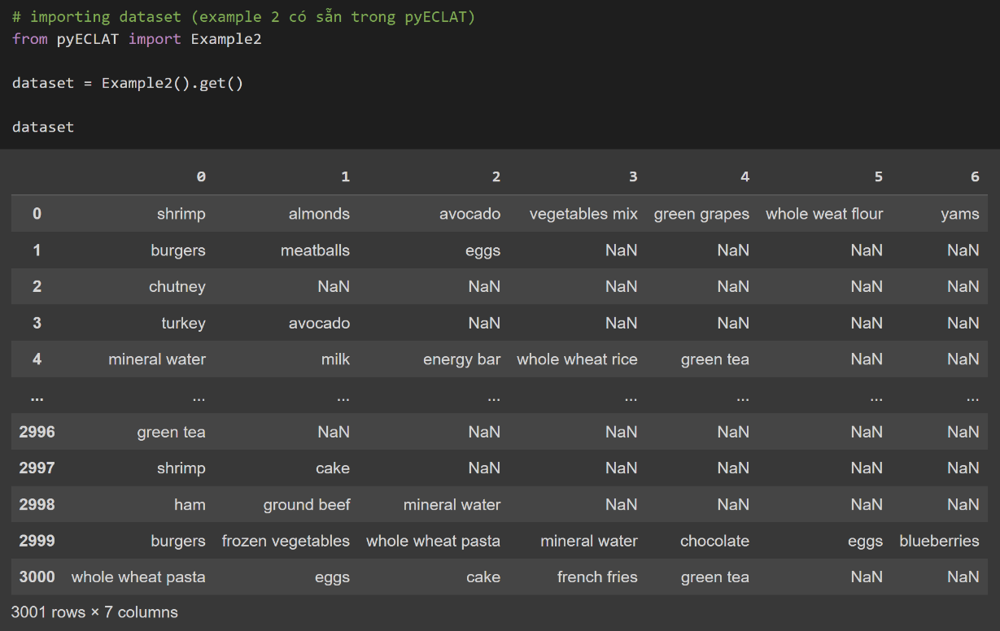 # importing dataset (example 2 có sẵn trong pyECLAT)
from pyECLAT import Example2
dataset = Example2().get()
dataset
0 1 2 3 4 5 6
0 shrimp almonds avocado vegetables mix green grapes whole weat flour yams
1 burgers meatballs eggs NaN NaN NaN NaN
2 chutney NaN NaN NaN NaN NaN NaN
3 turkey avocado NaN NaN NaN NaN NaN
4 mineral water milk energy bar whole wheat rice green tea NaN NaN
... ... ... ... ... ... ... ...
2996 green tea NaN NaN NaN NaN NaN NaN
2997 shrimp cake NaN NaN NaN NaN NaN
2998 ham ground beef mineral water NaN NaN NaN NaN
2999 burgers frozen vegetables whole wheat pasta mineral water chocolate eggs blueberries
3000 whole wheat pasta eggs cake french fries green tea NaN NaN
3001 rows × 7 columns